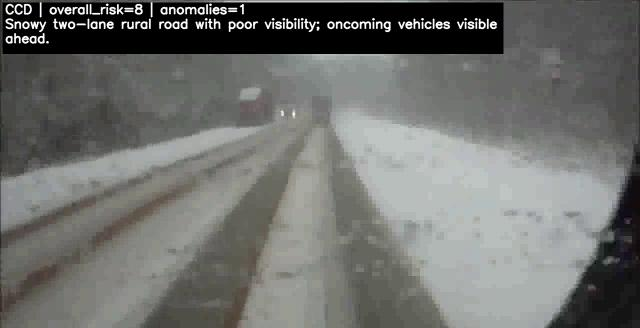 CCD | overall_risk=8 | anomalies=1
Snowy two-lane rural road with poor visibility; oncoming vehicles visible
ahead.